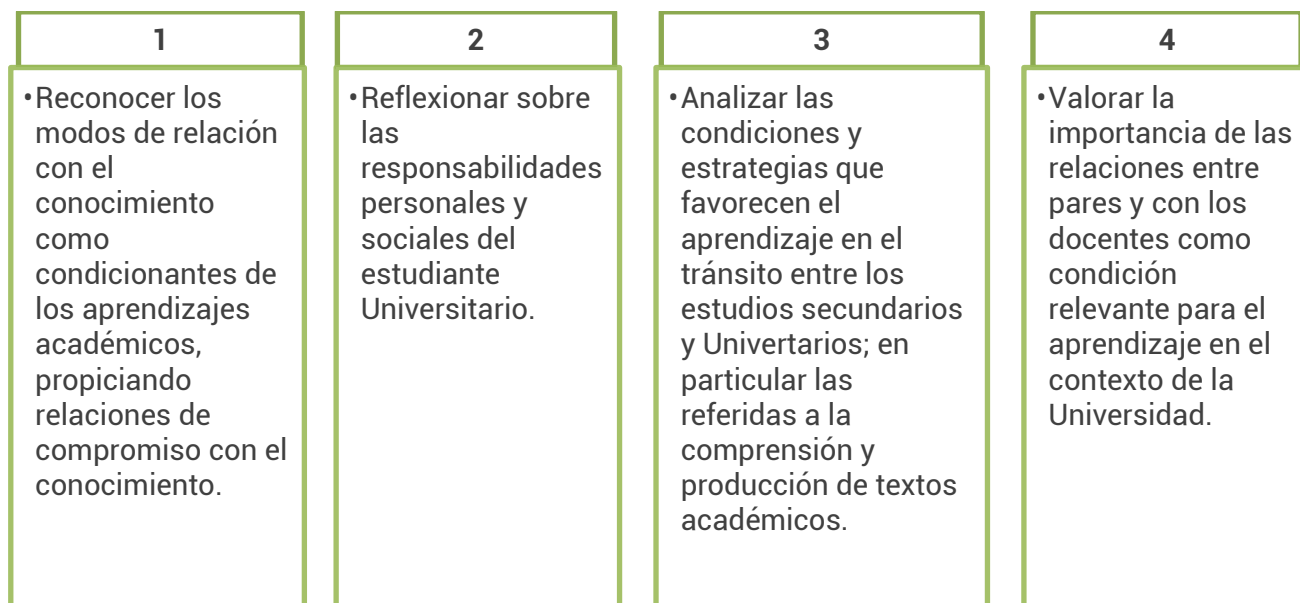 1
•Reconocer los
modos de relación
con el
conocimiento
como
condicionantes de
los aprendizajes
académicos,
propiciando
relaciones de
compromiso con el
conocimiento.
2
•Reflexionar sobre
las
responsabilidades
personales y
sociales del
estudiante
Universitario.
3
•Analizar las
condiciones y
estrategias que
favorecen el
aprendizaje en el
tránsito entre los
estudios secundarios
y Univertarios; en
particular las
referidas a la
comprensión y
producción de textos
académicos.
4
•Valorar la
importancia de las
relaciones entre
pares y con los
docentes como
condición
relevante para el
aprendizaje en el
contexto de la
Universidad.